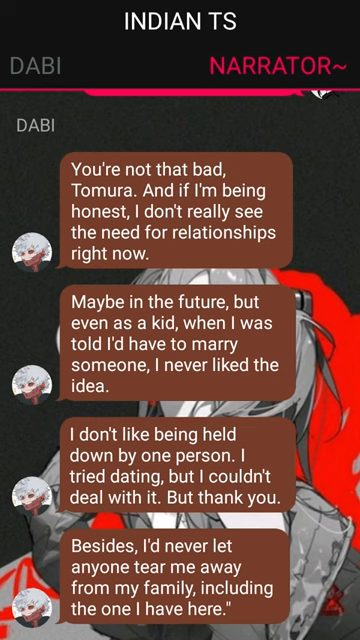 INDIAN TS
DABI
NARRATOR~
DABI
You're not that bad,
Tomura. And if I'm being
honest, I don't really see
the need for relationships
right now.
Maybe in the future, but
even as a kid, when I was
told I'd have to marry
someone, I never liked the
idea.
I don't like being held
down by one person. I
tried dating, but I couldn't
deal with it. But thank you.
Besides, I'd never let
anyone tear me away
from my family, including
the one I have here."